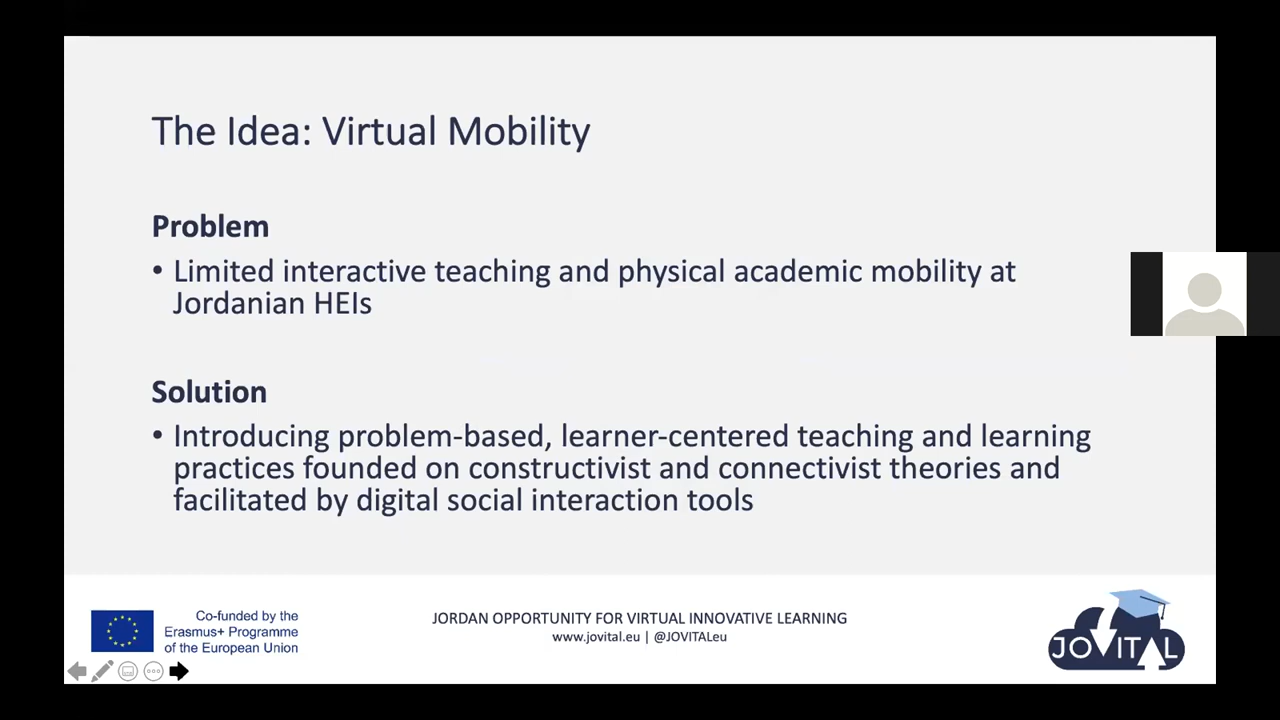 The Idea: Virtual Mobility
Problem
• Limited interactive teaching and physical academic mobility at
Jordanian HEIs
Solution
• Introducing problem-based, learner-centered teaching and learning
practices founded on constructivist and connectivist theories and
facilitated by digital social interaction tools
Co-funded by the
Erasmus+ Programme
of the European Union
JORDAN OPPORTUNITY FOR VIRTUAL INNOVATIVE LEARNING
www.jovital.eu | @JOVITALeu
JOVITAL